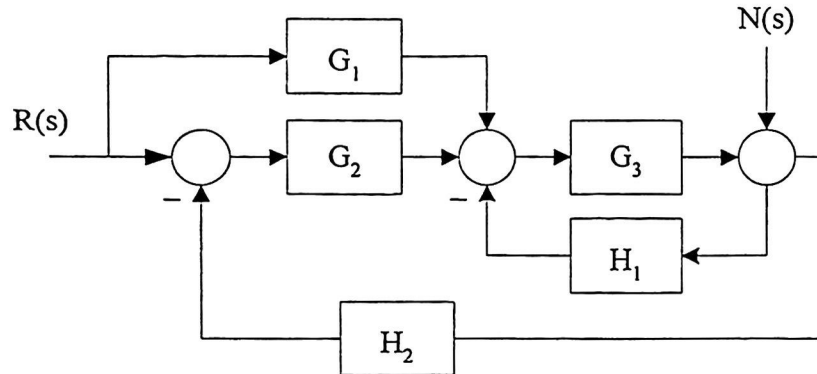 N(s)
G₁
R(s)
G₂
G₃
−
−
H₁
H₂